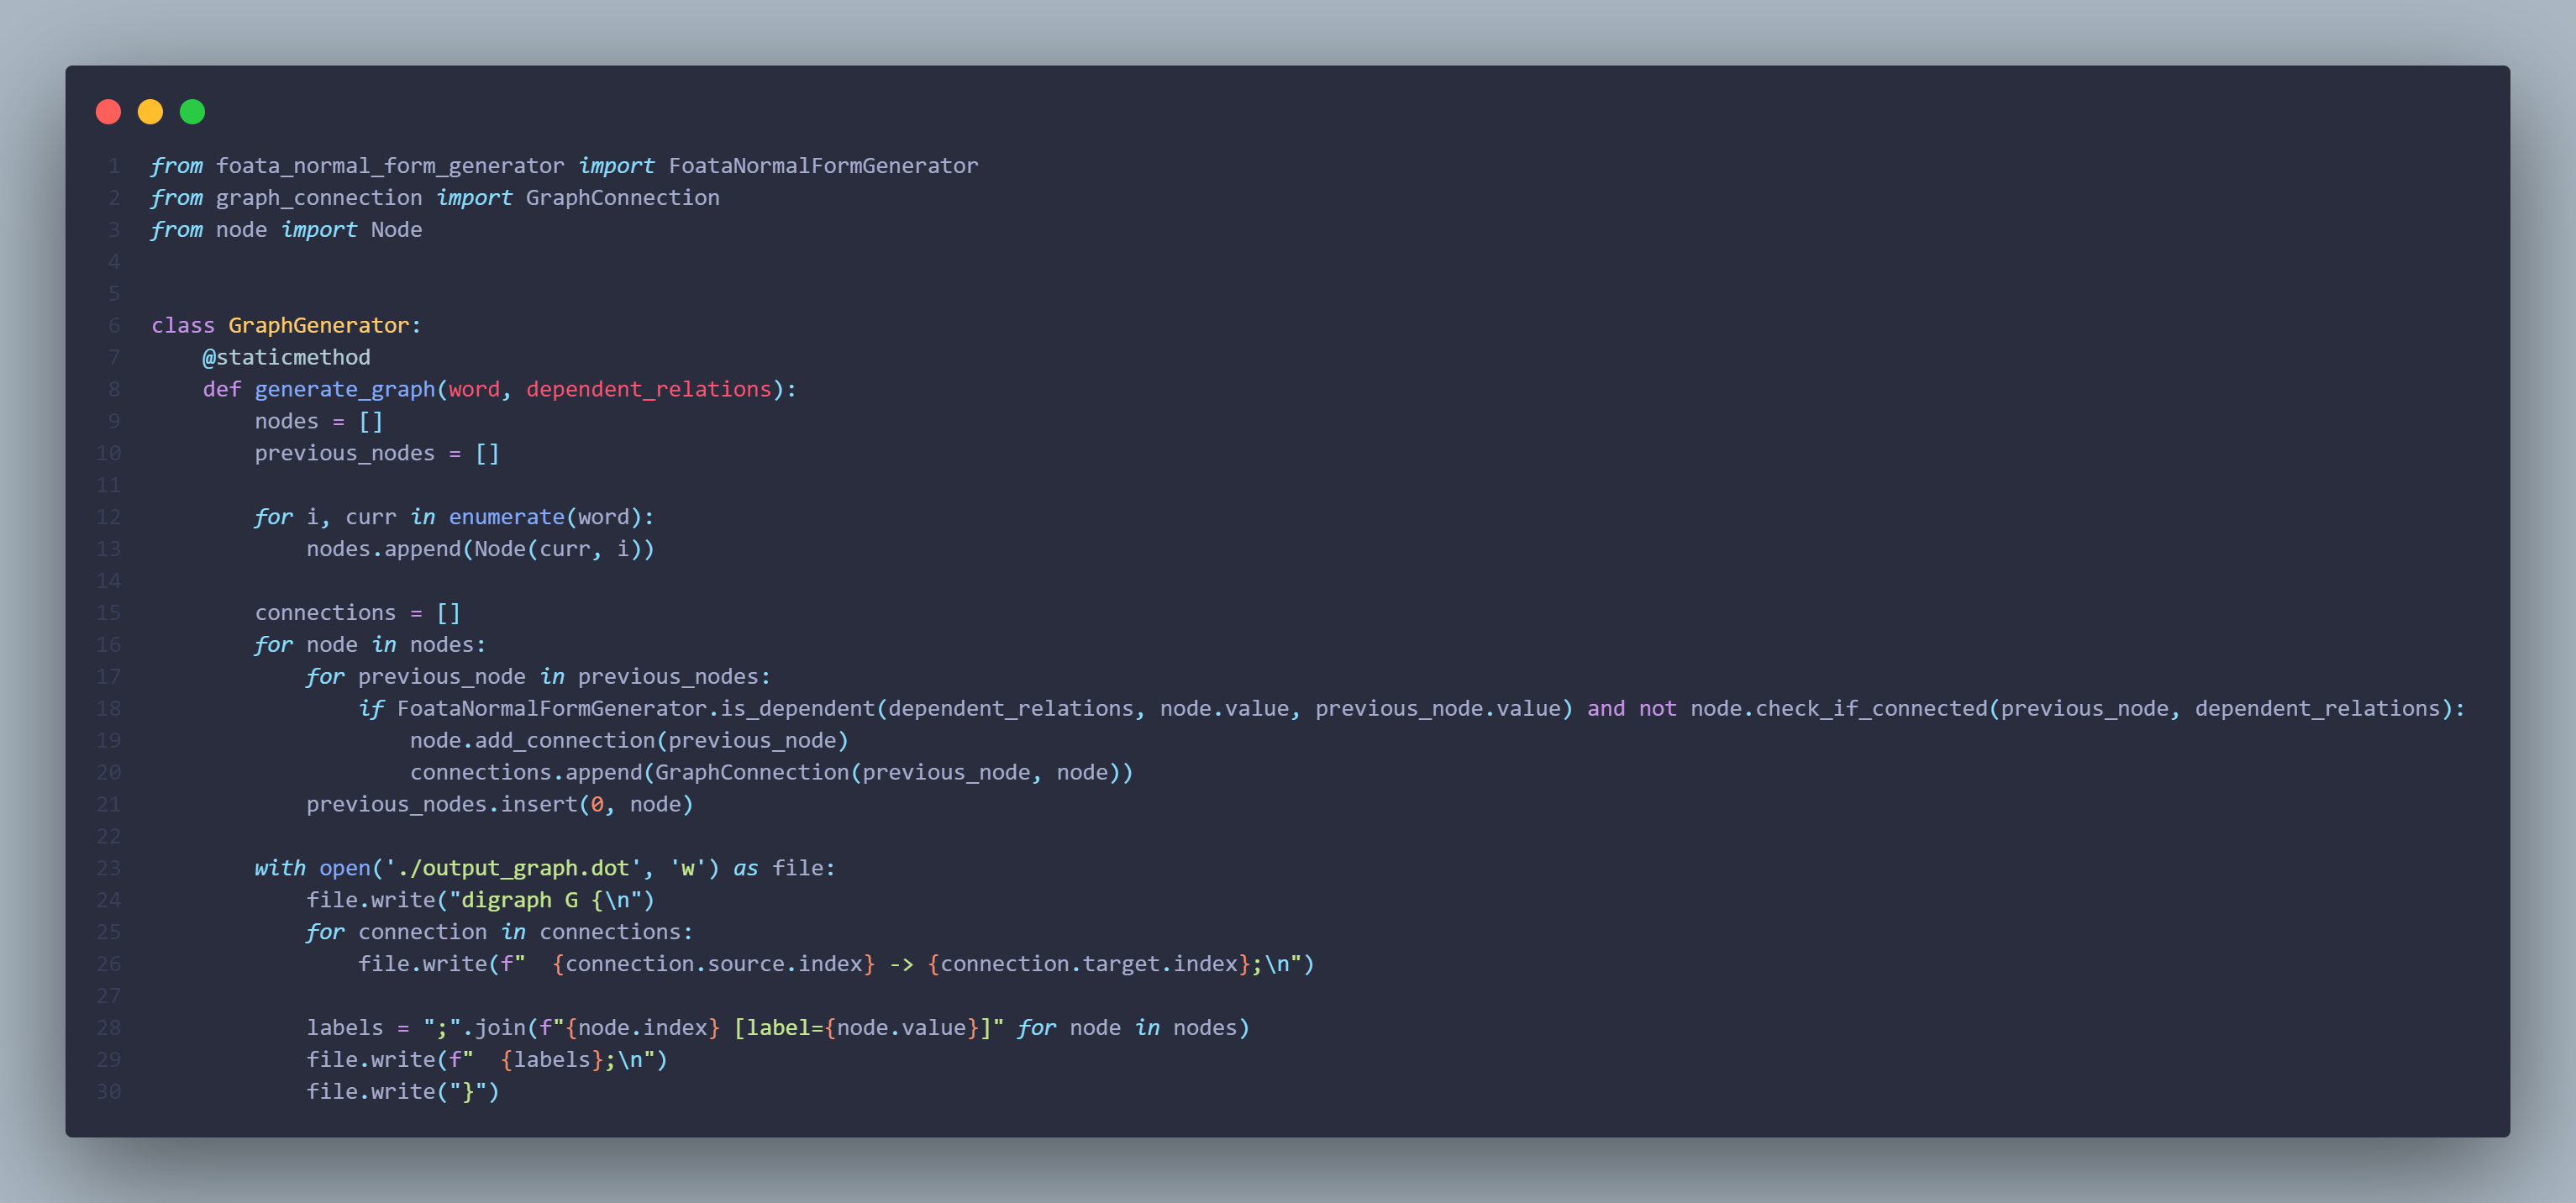 1 from foata_normal_form_generator import FoataNormalFormGenerator
2 from graph_connection import GraphConnection
3 from node import Node
4
5
6 class GraphGenerator:
7     @staticmethod
8     def generate_graph(word, dependent_relations):
9         nodes = []
10         previous_nodes = []
11
12         for i, curr in enumerate(word):
13             nodes.append(Node(curr, i))
14
15         connections = []
16         for node in nodes:
17             for previous_node in previous_nodes:
18                 if FoataNormalFormGenerator.is_dependent(dependent_relations, node.value, previous_node.value) and not node.check_if_connected(previous_node, dependent_relations):
19                     node.add_connection(previous_node)
20                     connections.append(GraphConnection(previous_node, node))
21             previous_nodes.insert(0, node)
22
23         with open('./output_graph.dot', 'w') as file:
24             file.write("digraph G {\n")
25             for connection in connections:
26                 file.write(f"  {connection.source.index} -> {connection.target.index};\n")
27
28             labels = ";".join(f"{node.index} [label={node.value}]" for node in nodes)
29             file.write(f"  {labels};\n")
30             file.write("}")